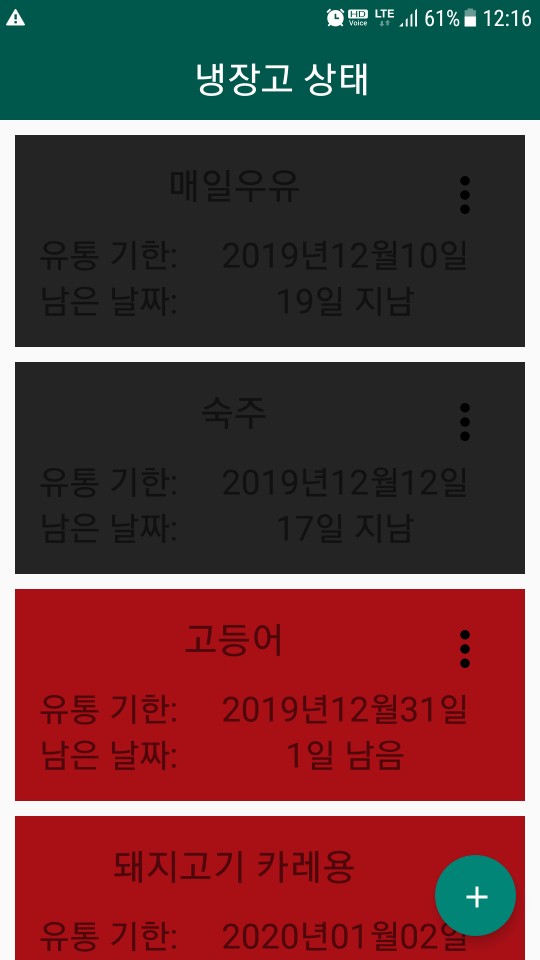 HD Voice LTE 61% 12:16
냉장고 상태
매일우유
유통 기한: 2019년12월10일
남은 날짜: 19일 지남
숙주
유통 기한: 2019년12월12일
남은 날짜: 17일 지남
고등어
유통 기한: 2019년12월31일
남은 날짜: 1일 남음
돼지고기 카레용
유통 기한: 2020년01월02일
+